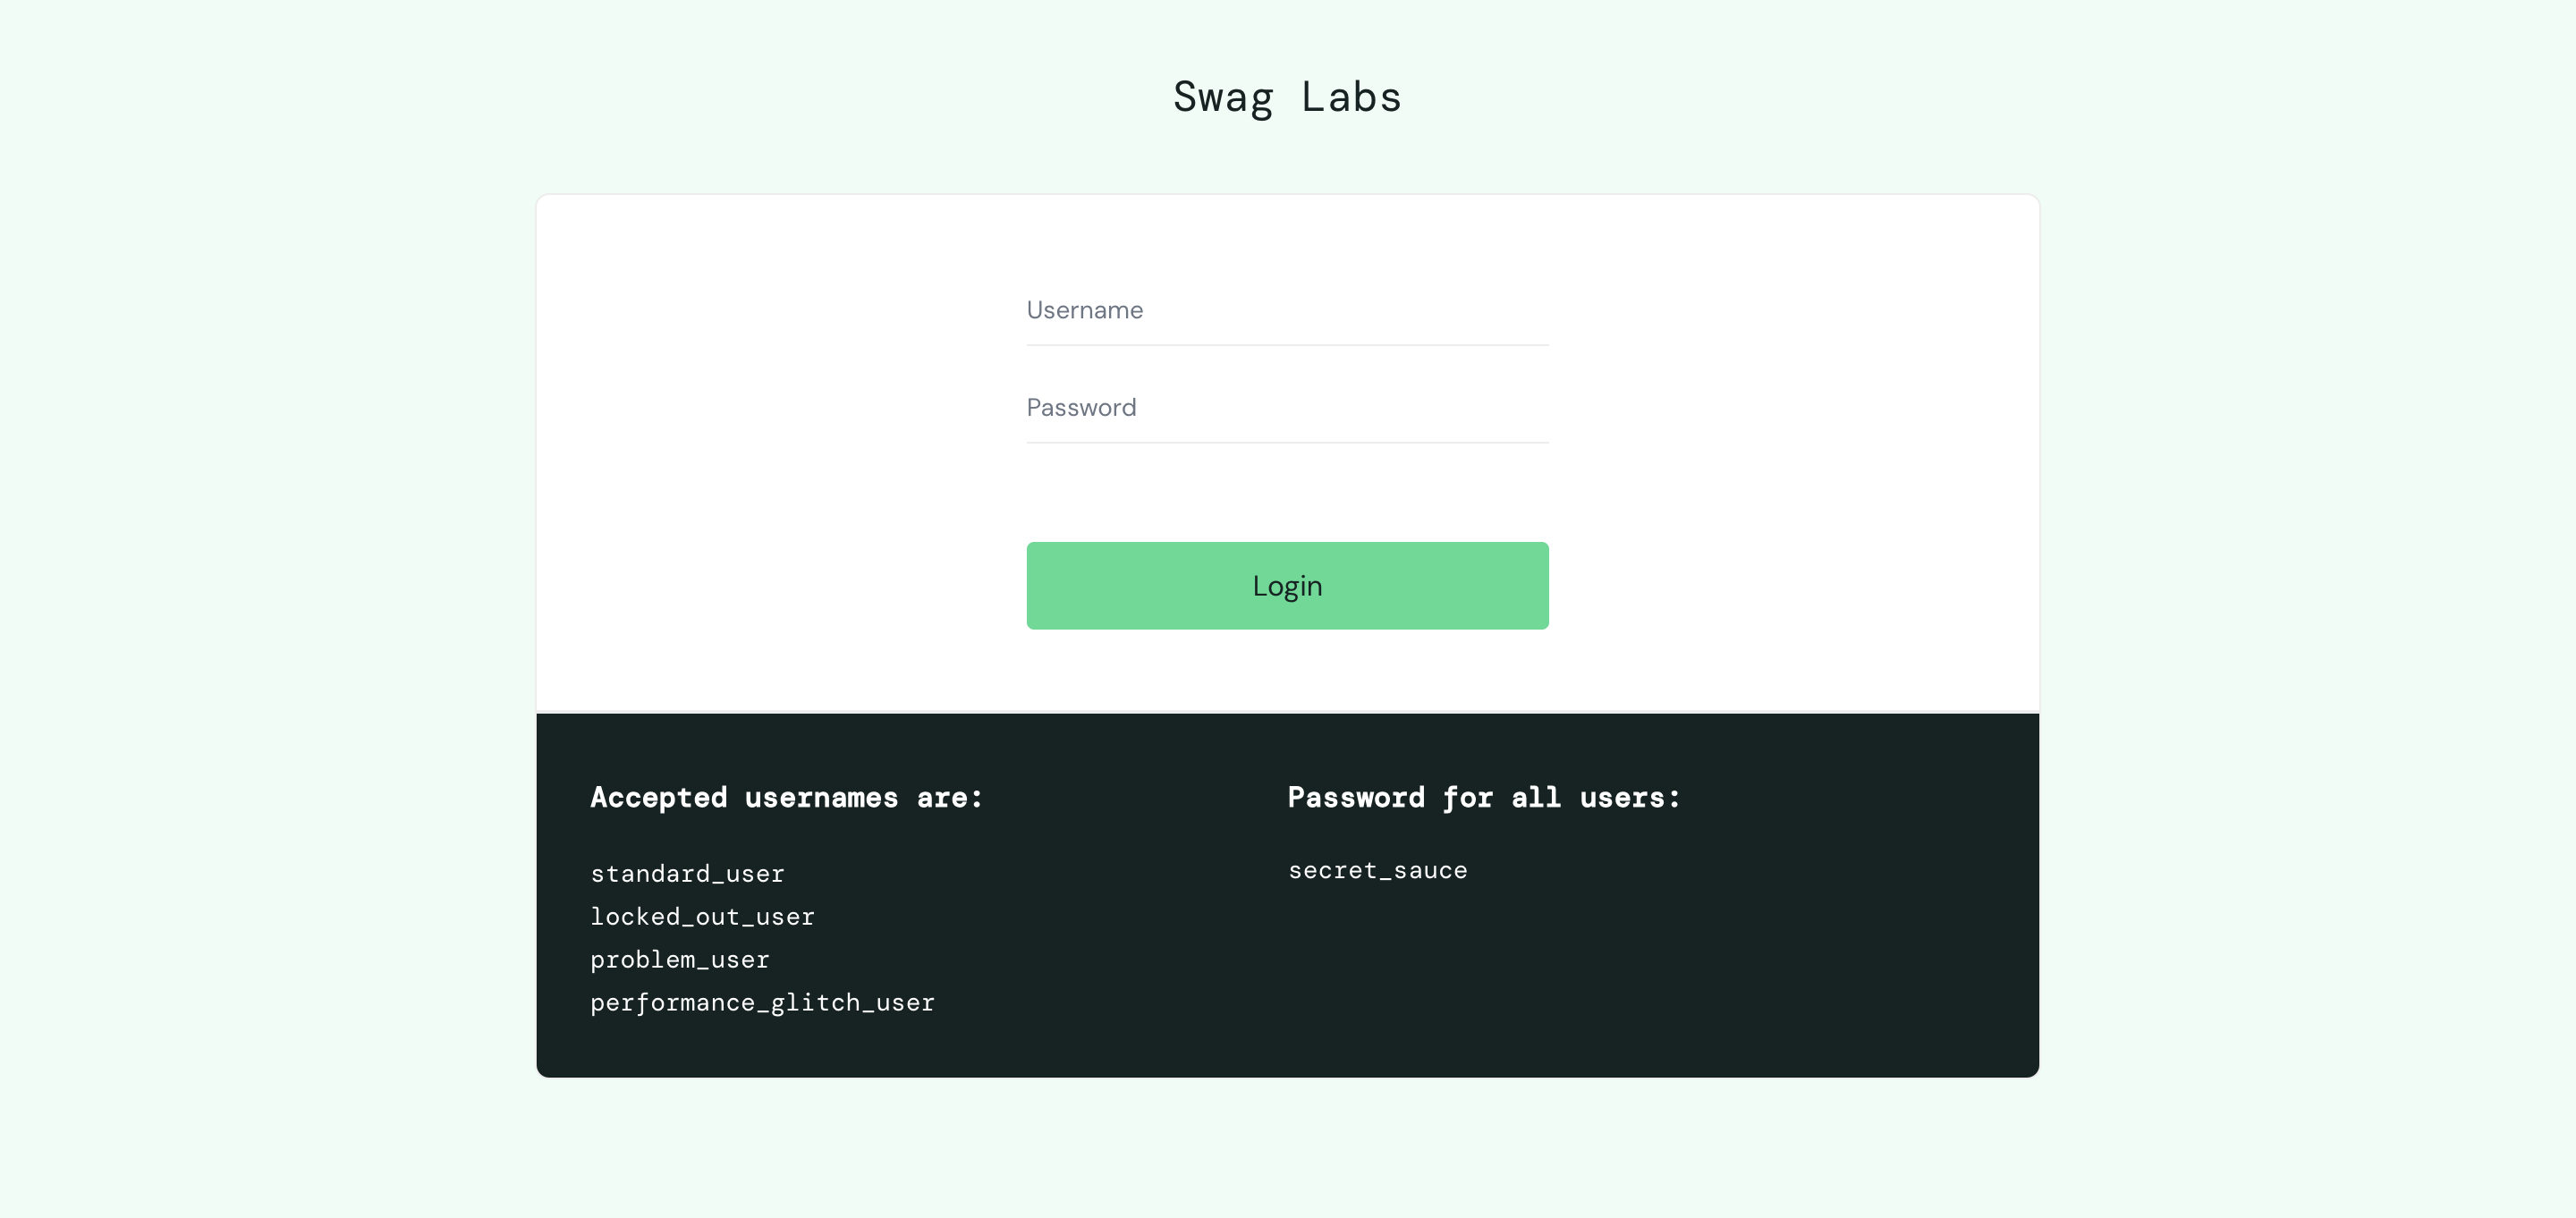 Swag Labs
Username
Password
Login
Accepted usernames are:
standard_user
locked_out_user
problem_user
performance_glitch_user
Password for all users:
secret_sauce